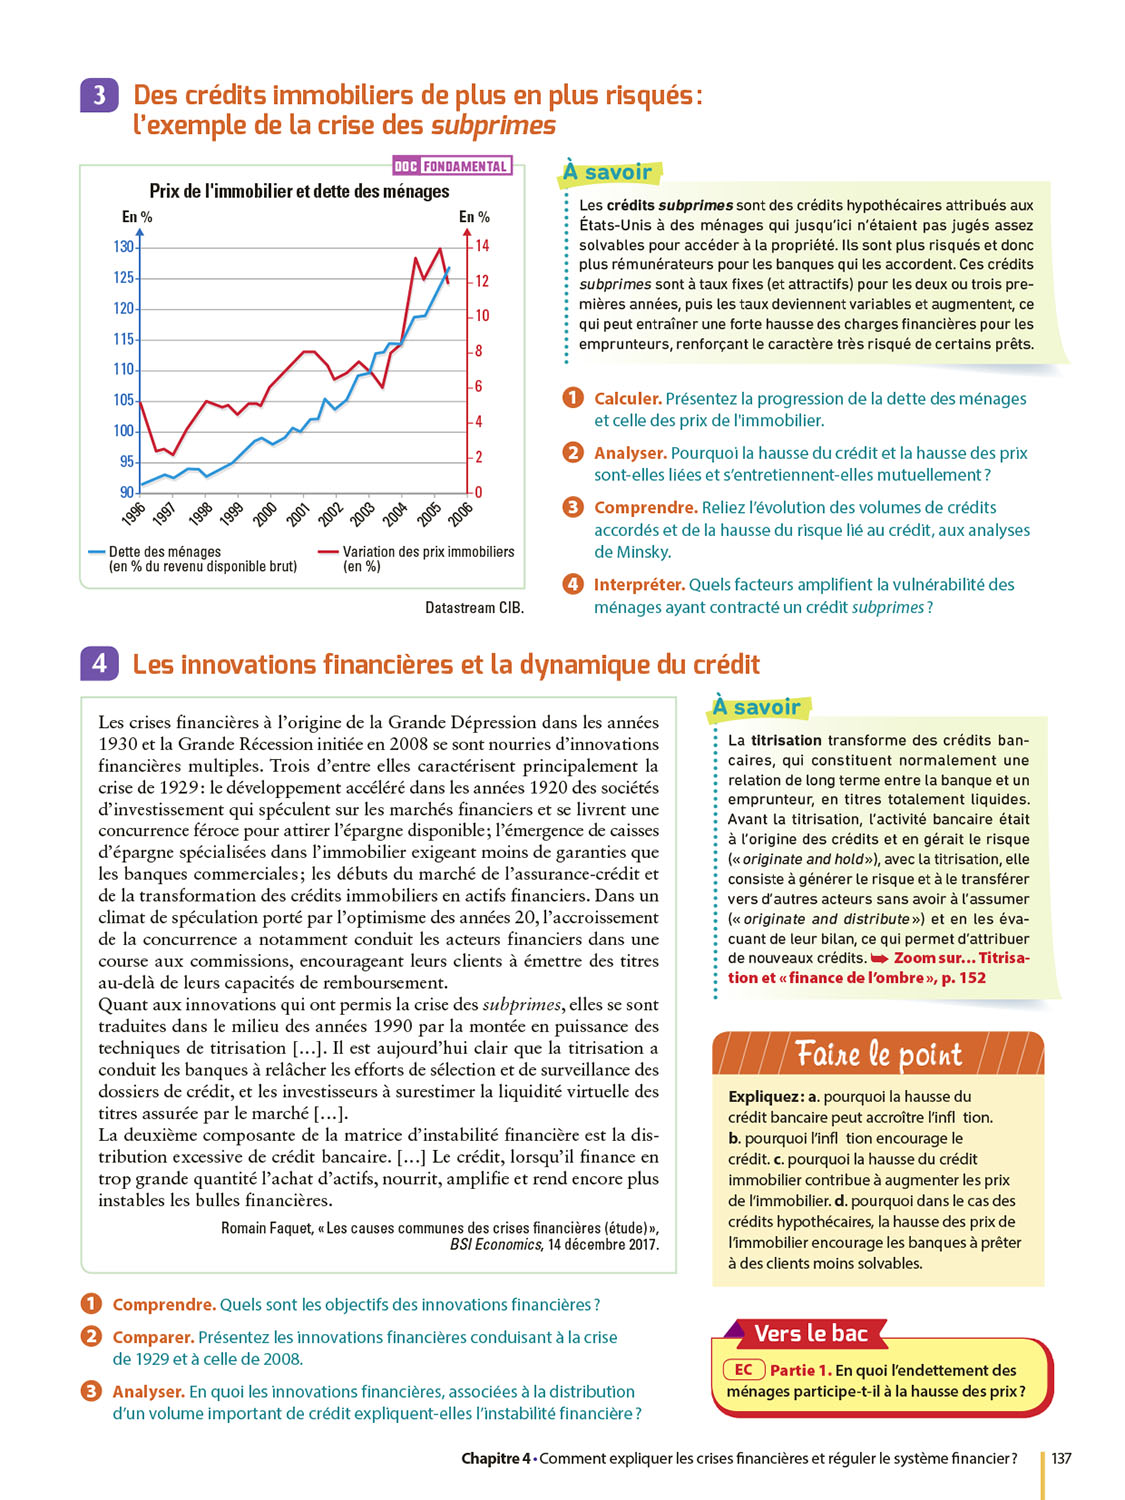 3 Des crédits immobiliers de plus en plus risqués :
l'exemple de la crise des subprimes
DOC FONDAMENTAL
Prix de l'immobilier et dette des ménages
En %
En %
130
125
120
115
110
105
100
95
90
14
12
10
8
6
4
2
0
1996
1997
1998
1999
2000
2001
2002
2003
2004
2005
2006
Dette des ménages
(en % du revenu disponible brut)
Variation des prix immobiliers
(en %)
Datastream CIB.
À savoir
Les crédits subprimes sont des crédits hypothécaires attribués aux
États-Unis à des ménages qui jusqu'ici n'étaient pas jugés assez
solvables pour accéder à la propriété. Ils sont plus risqués et donc
plus rémunérateurs pour les banques qui les accordent. Ces crédits
subprimes sont à taux fixes (et attractifs) pour les deux ou trois pre-
mières années, puis les taux deviennent variables et augmentent, ce
qui peut entraîner une forte hausse des charges financières pour les
emprunteurs, renforçant le caractère très risqué de certains prêts.
1 Calculer. Présentez la progression de la dette des ménages
et celle des prix de l'immobilier.
2 Analyser. Pourquoi la hausse du crédit et la hausse des prix
sont-elles liées et s'entretiennent-elles mutuellement ?
3 Comprendre. Reliez l'évolution des volumes de crédits
accordés et de la hausse du risque lié au crédit, aux analyses
de Minsky.
4 Interpréter. Quels facteurs amplifient la vulnérabilité des
ménages ayant contracté un crédit subprimes ?
4 Les innovations financières et la dynamique du crédit
Les crises financières à l'origine de la Grande Dépression dans les années
1930 et la Grande Récession initiée en 2008 se sont nourries d'innovations
financières multiples. Trois d'entre elles caractérisent principalement la
crise de 1929 : le développement accéléré dans les années 1920 des sociétés
d'investissement qui spéculent sur les marchés financiers et se livrent une
concurrence féroce pour attirer l'épargne disponible ; l'émergence de caisses
d'épargne spécialisées dans l'immobilier exigeant moins de garanties que
les banques commerciales ; les débuts du marché de l'assurance-crédit et
de la transformation des crédits immobiliers en actifs financiers. Dans un
climat de spéculation porté par l'optimisme des années 20, l'accroissement
de la concurrence a notamment conduit les acteurs financiers dans une
course aux commissions, encourageant leurs clients à émettre des titres
au-delà de leurs capacités de remboursement.
Quant aux innovations qui ont permis la crise des subprimes, elles se sont
traduites dans le milieu des années 1990 par la montée en puissance des
techniques de titrisation [...]. Il est aujourd'hui clair que la titrisation a
conduit les banques à relâcher les efforts de sélection et de surveillance des
dossiers de crédit, et les investisseurs à surestimer la liquidité virtuelle des
titres assurée par le marché [...].
La deuxième composante de la matrice d'instabilité financière est la dis-
tribution excessive de crédit bancaire. [...] Le crédit, lorsqu'il finance en
trop grande quantité l'achat d'actifs, nourrit, amplifie et rend encore plus
instables les bulles financières.
Romain Faquet, « Les causes communes des crises financières (étude) »,
BSI Economics, 14 décembre 2017.
1 Comprendre. Quels sont les objectifs des innovations financières ?
2 Comparer. Présentez les innovations financières conduisant à la crise
de 1929 et à celle de 2008.
3 Analyser. En quoi les innovations financières, associées à la distribution
d'un volume important de crédit expliquent-elles l'instabilité financière ?
À savoir
La titrisation transforme des crédits ban-
caires, qui constituent normalement une
relation de long terme entre la banque et un
emprunteur, en titres totalement liquides.
Avant la titrisation, l'activité bancaire était
à l'origine des crédits et en gérait le risque
(« originate and hold »), avec la titrisation, elle
consiste à générer le risque et à le transférer
vers d'autres acteurs sans avoir à l'assumer
(« originate and distribute ») et en les éva-
cuant de leur bilan, ce qui permet d'attribuer
de nouveaux crédits. ➥ Zoom sur... Titrisa-
tion et « finance de l'ombre », p. 152
Faire le point
Expliquez : a. pourquoi la hausse du
crédit bancaire peut accroître l'infl tion.
b. pourquoi l'infl tion encourage le
crédit. c. pourquoi la hausse du crédit
immobilier contribue à augmenter les prix
de l'immobilier. d. pourquoi dans le cas des
crédits hypothécaires, la hausse des prix de
l'immobilier encourage les banques à prêter
à des clients moins solvables.
Vers le bac
EC Partie 1. En quoi l'endettement des
ménages participe-t-il à la hausse des prix ?
Chapitre 4 • Comment expliquer les crises financières et réguler le système financier ? 137